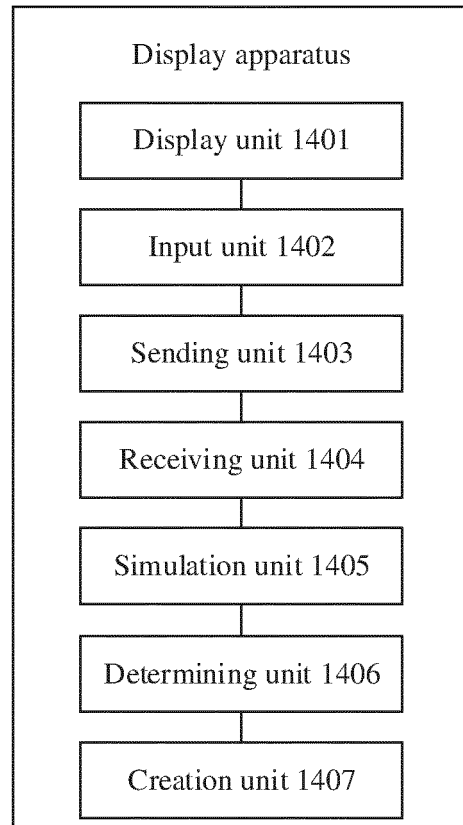 Display apparatus
Display unit 1401
Input unit 1402
Sending unit 1403
Receiving unit 1404
Simulation unit 1405
Determining unit 1406
Creation unit 1407